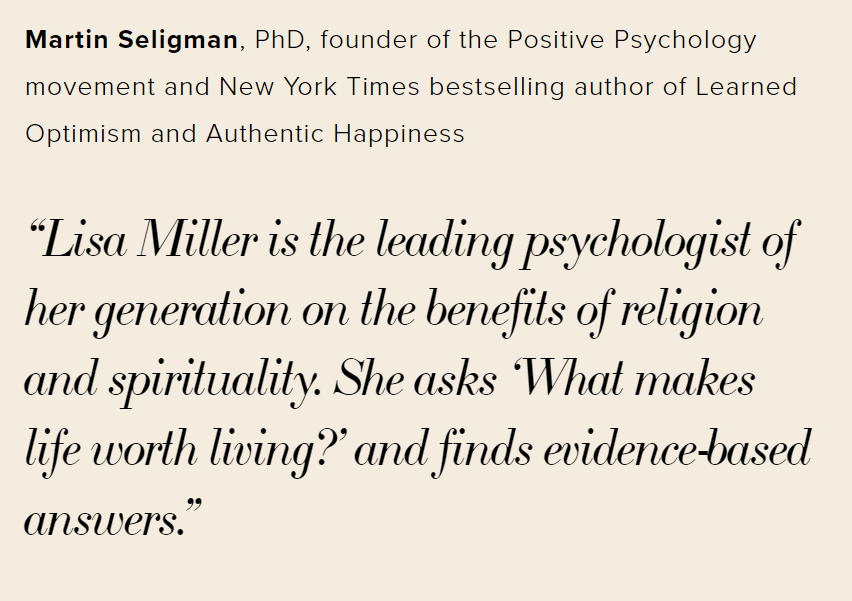 Martin Seligman, PhD, founder of the Positive Psychology
movement and New York Times bestselling author of Learned
Optimism and Authentic Happiness
“Lisa Miller is the leading psychologist of
her generation on the benefits of religion
and spirituality. She asks ‘What makes
life worth living?’ and finds evidence-based
answers.”